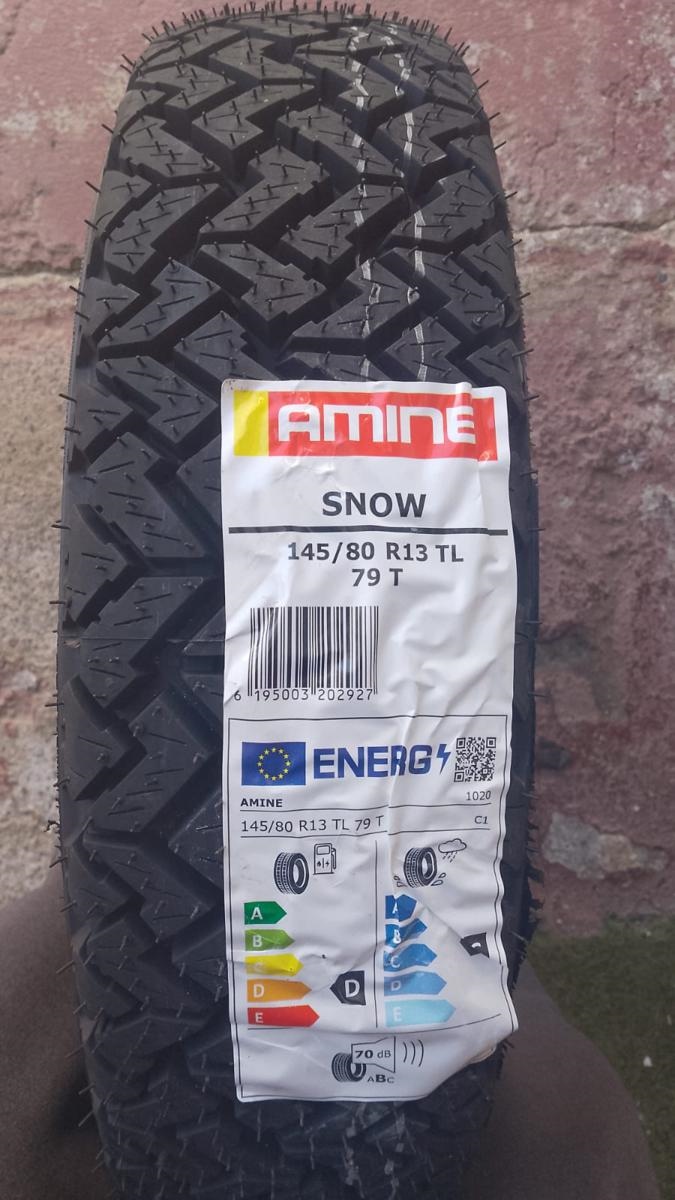 AMINE
SNOW
145/80 R13 TL
79 T
6 195003 202927
ENERG
AMINE 1020
145/80 R13 TL 79 T C1
A A
B B
C C
D D D
E E
70 dB
ABC